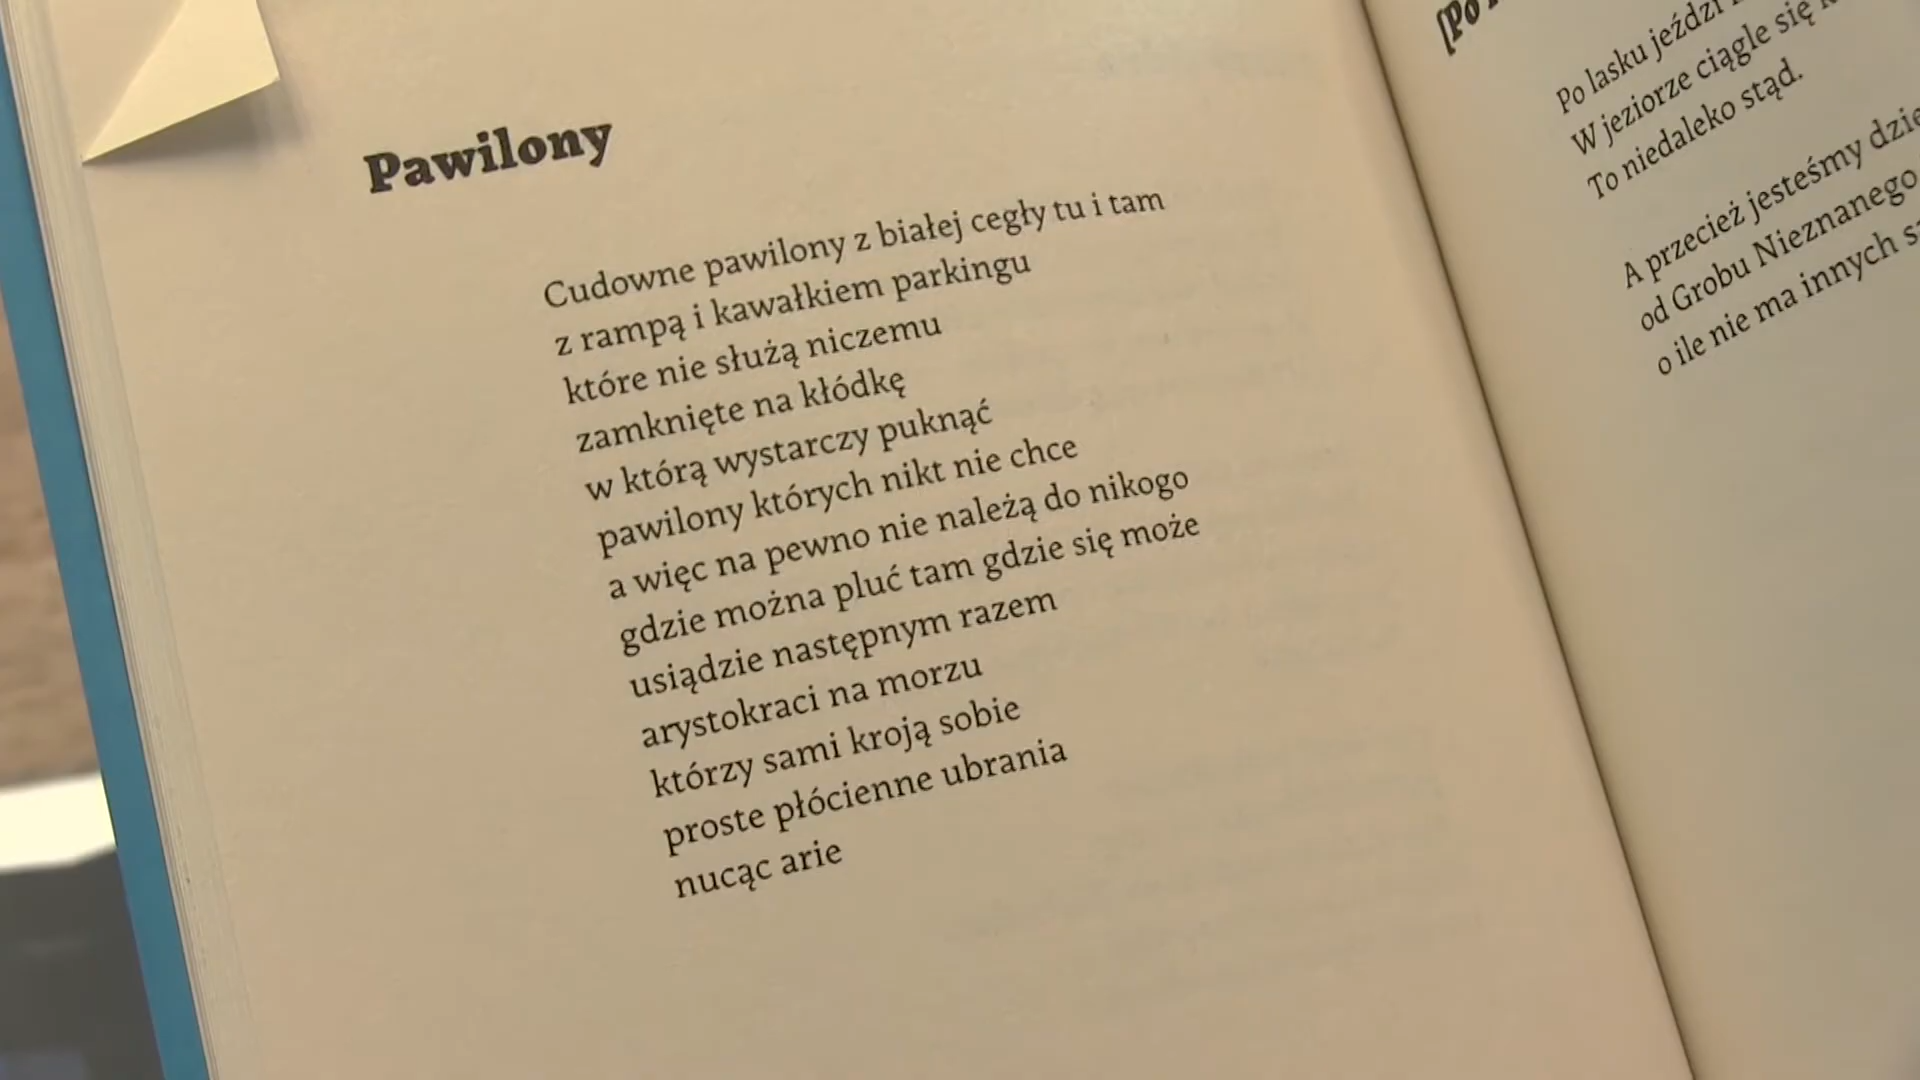 Pawilony
Cudowne pawilony z białej cegły tu i tam
z rampą i kawałkiem parkingu
które nie służą niczemu
zamknięte na kłódkę
w którą wystarczy puknąć
pawilony których nikt nie chce
a więc na pewno nie należą do nikogo
gdzie można pluć tam gdzie się może
usiądzie następnym razem
arystokraci na morzu
którzy sami kroją sobie
proste płócienne ubrania
nucąc arie
[Po
Po lasku jeździ
W jeziorze ciągle się
To niedaleko stąd.
A przecież jesteśmy
od Grobu Nieznanego
o ile nie ma innych